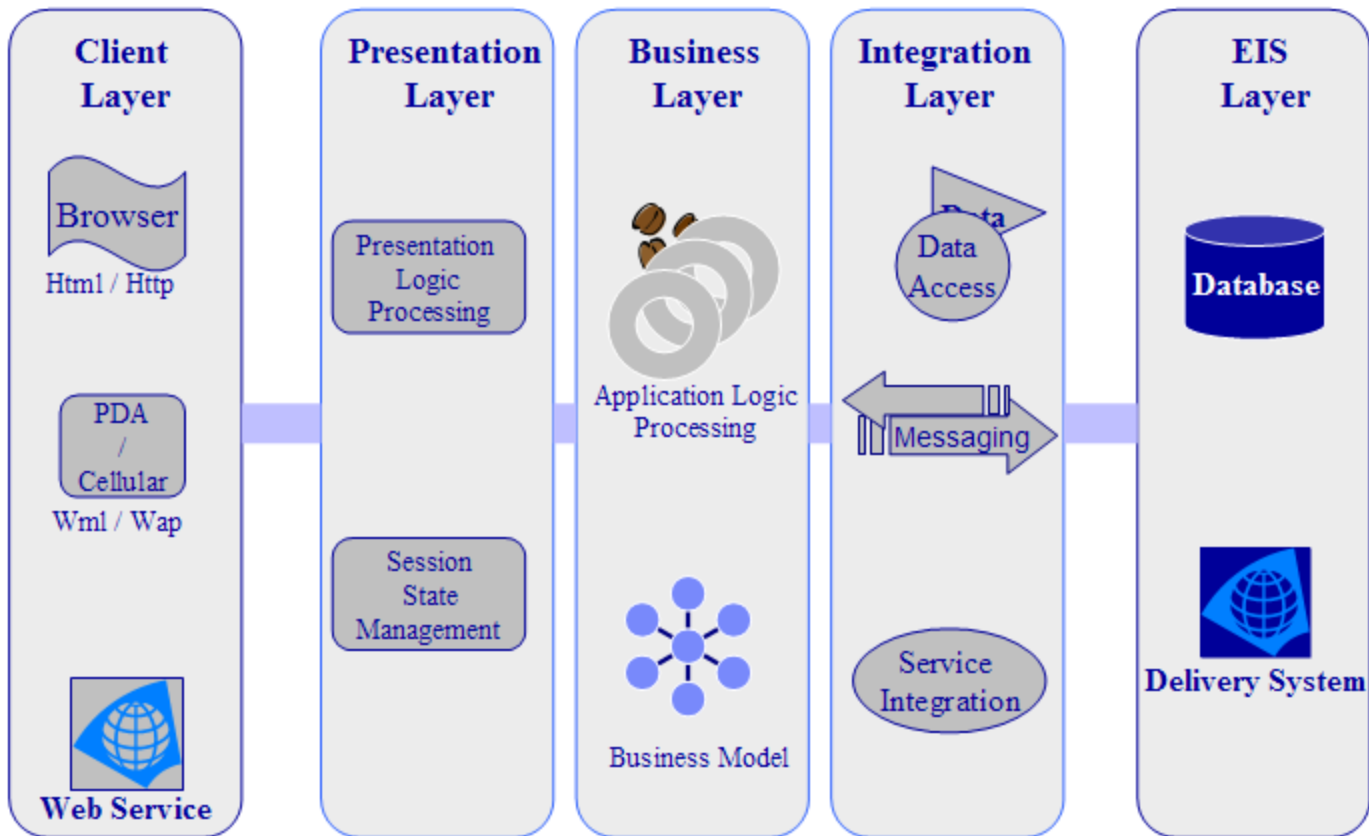 Client
Layer
Browser
Html / Http
PDA
/
Cellular
Wml / Wap
Web Service
Presentation
Layer
Presentation
Logic
Processing
Session
State
Management
Business
Layer
Application Logic
Processing
Business Model
Integration
Layer
Data
Data
Access
Messaging
Service
Integration
EIS
Layer
Database
Delivery System